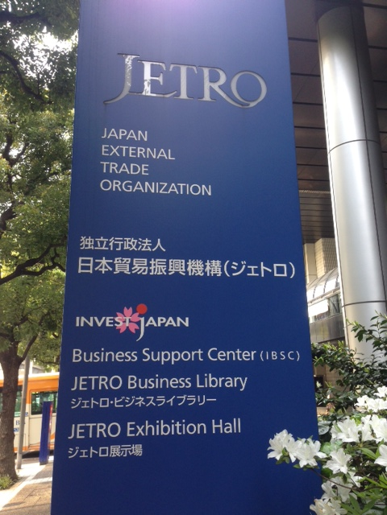 JETRO
JAPAN
EXTERNAL
TRADE
ORGANIZATION
独立行政法人
日本貿易振興機構(ジェトロ)
INVEST JAPAN
Business Support Center (IBSC)
JETRO Business Library
ジェトロ・ビジネスライブラリー
JETRO Exhibition Hall
ジェトロ展示場